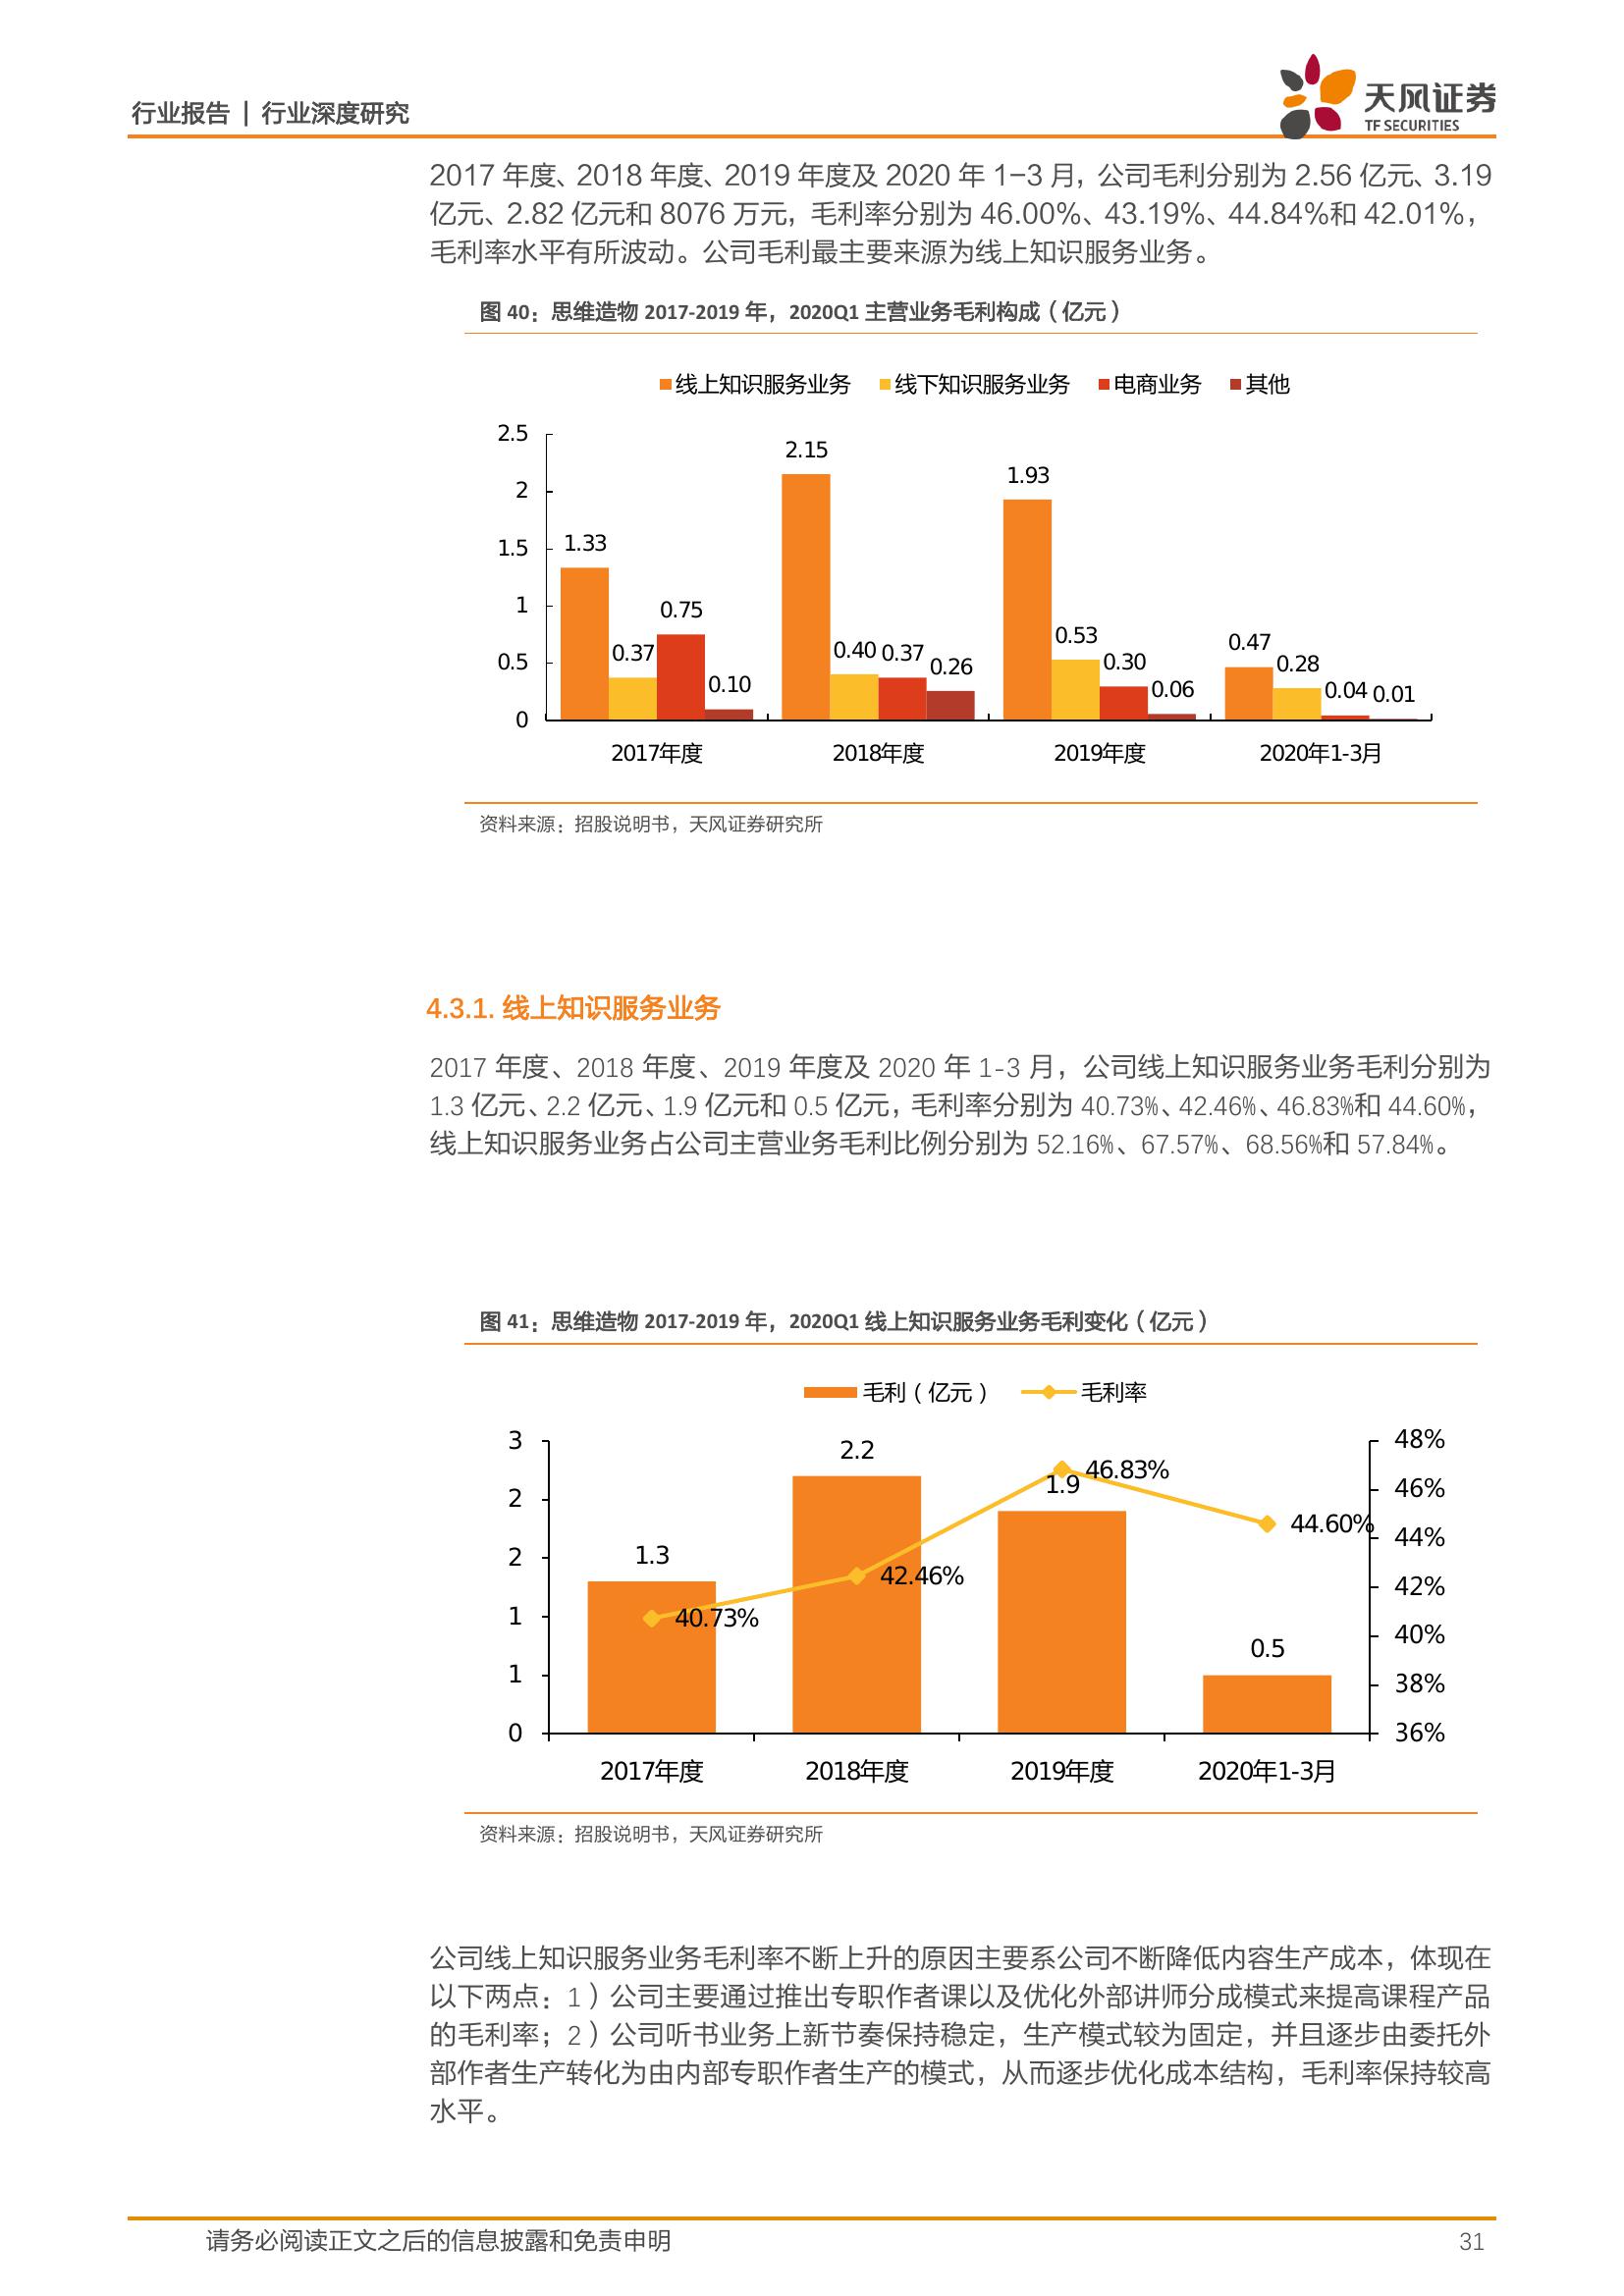 行业报告 | 行业深度研究
天风证券
TF SECURITIES
2017 年度、2018 年度、2019 年度及 2020 年 1-3 月，公司毛利分别为 2.56 亿元、3.19
亿元、2.82 亿元和 8076 万元，毛利率分别为 46.00%、43.19%、44.84%和 42.01%，
毛利率水平有所波动。公司毛利最主要来源为线上知识服务业务。
图 40：思维造物 2017-2019 年，2020Q1 主营业务毛利构成（亿元）
线上知识服务业务 线下知识服务业务 电商业务 其他
2.5
2
1.5
1
0.5
0
1.33 0.37 0.75 0.10
2.15 0.40 0.37 0.26
1.93 0.53 0.30 0.06
0.47 0.28 0.04 0.01
2017年度 2018年度 2019年度 2020年1-3月
资料来源：招股说明书，天风证券研究所
4.3.1. 线上知识服务业务
2017 年度、2018 年度、2019 年度及 2020 年 1-3 月，公司线上知识服务业务毛利分别为
1.3 亿元、2.2 亿元、1.9 亿元和 0.5 亿元，毛利率分别为 40.73%、42.46%、46.83%和 44.60%，
线上知识服务业务占公司主营业务毛利比例分别为 52.16%、67.57%、68.56%和 57.84%。
图 41：思维造物 2017-2019 年，2020Q1 线上知识服务业务毛利变化（亿元）
毛利（亿元） 毛利率
3
2
2
1
1
0
1.3 2.2 1.9 0.5
40.73% 42.46% 46.83% 44.60%
48%
46%
44%
42%
40%
38%
36%
2017年度 2018年度 2019年度 2020年1-3月
资料来源：招股说明书，天风证券研究所
公司线上知识服务业务毛利率不断上升的原因主要系公司不断降低内容生产成本，体现在
以下两点：1）公司主要通过推出专职作者课以及优化外部讲师分成模式来提高课程产品
的毛利率；2）公司听书业务上新节奏保持稳定，生产模式较为固定，并且逐步由委托外
部作者生产转化为由内部专职作者生产的模式，从而逐步优化成本结构，毛利率保持较高
水平。
请务必阅读正文之后的信息披露和免责申明 31